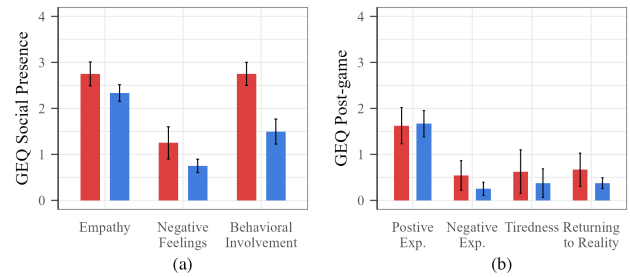 GEQ Social Presence
4
3
2
1
0
Empathy
Negative
Feelings
Behavioral
Involvement
(a)
GEQ Post-game
4
3
2
1
0
Postive
Exp.
Negative
Exp.
Tiredness
Returning
to Reality
(b)